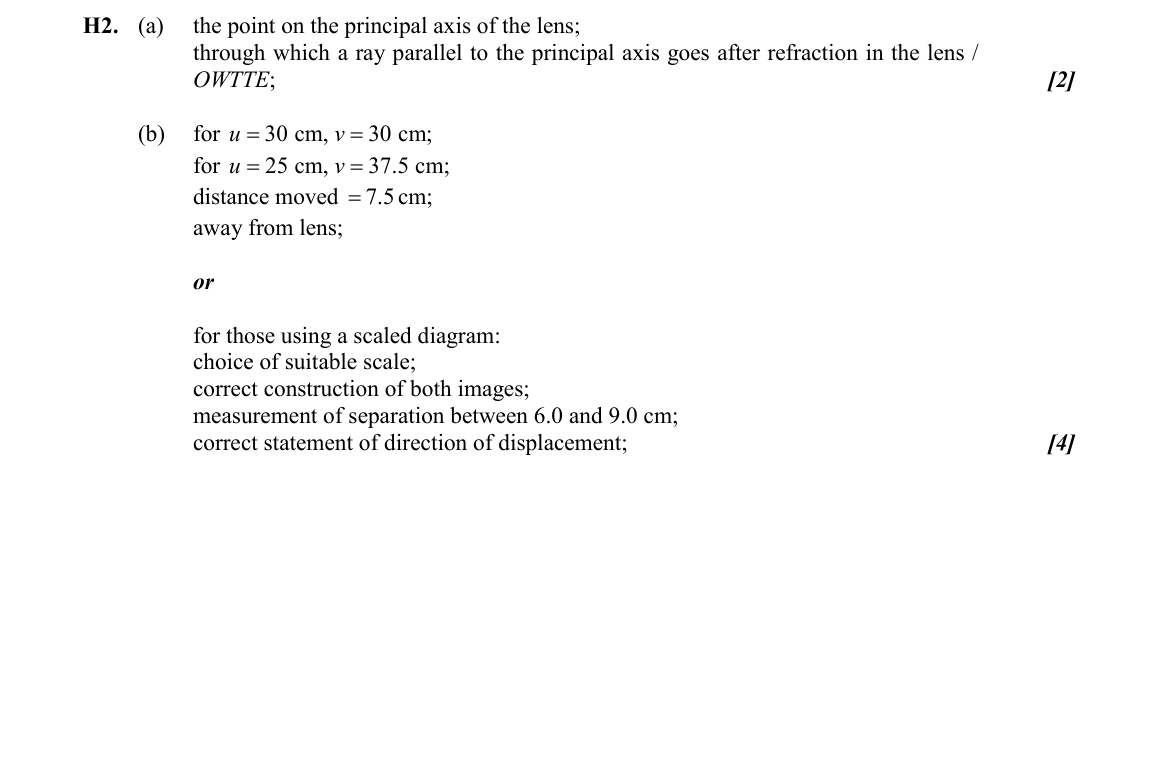 H2. (a) the point on the principal axis of the lens;
through which a ray parallel to the principal axis goes after refraction in the lens /
OWTTE; [2]
(b) for u = 30 cm, v = 30 cm;
for u = 25 cm, v = 37.5 cm;
distance moved = 7.5 cm;
away from lens;
or
for those using a scaled diagram:
choice of suitable scale;
correct construction of both images;
measurement of separation between 6.0 and 9.0 cm;
correct statement of direction of displacement; [4]